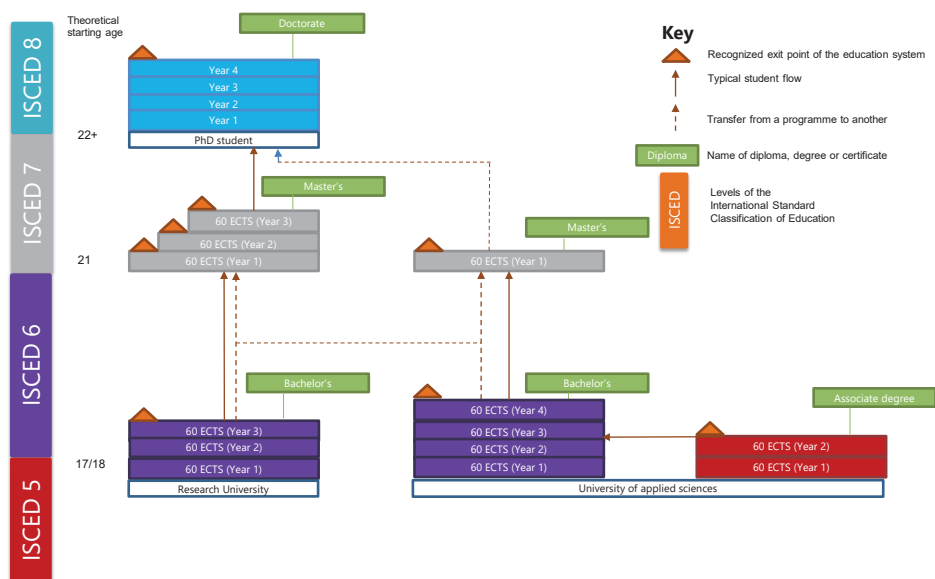 Theoretical
starting age
Doctorate
Key
Recognized exit point of the education system
Typical student flow
Transfer from a programme to another
Diploma
Name of diploma, degree or certificate
ISCED
Levels of the
International Standard
Classification of Education
ISCED 8
Year 4
Year 3
Year 2
Year 1
22+
PhD student
ISCED 7
Master's
60 ECTS (Year 3)
60 ECTS (Year 2)
60 ECTS (Year 1)
21
Master's
60 ECTS (Year 1)
ISCED 6
Bachelor's
60 ECTS (Year 3)
60 ECTS (Year 2)
60 ECTS (Year 1)
17/18
Research University
Bachelor's
60 ECTS (Year 4)
60 ECTS (Year 3)
60 ECTS (Year 2)
60 ECTS (Year 1)
Associate degree
60 ECTS (Year 2)
60 ECTS (Year 1)
University of applied sciences
ISCED 5